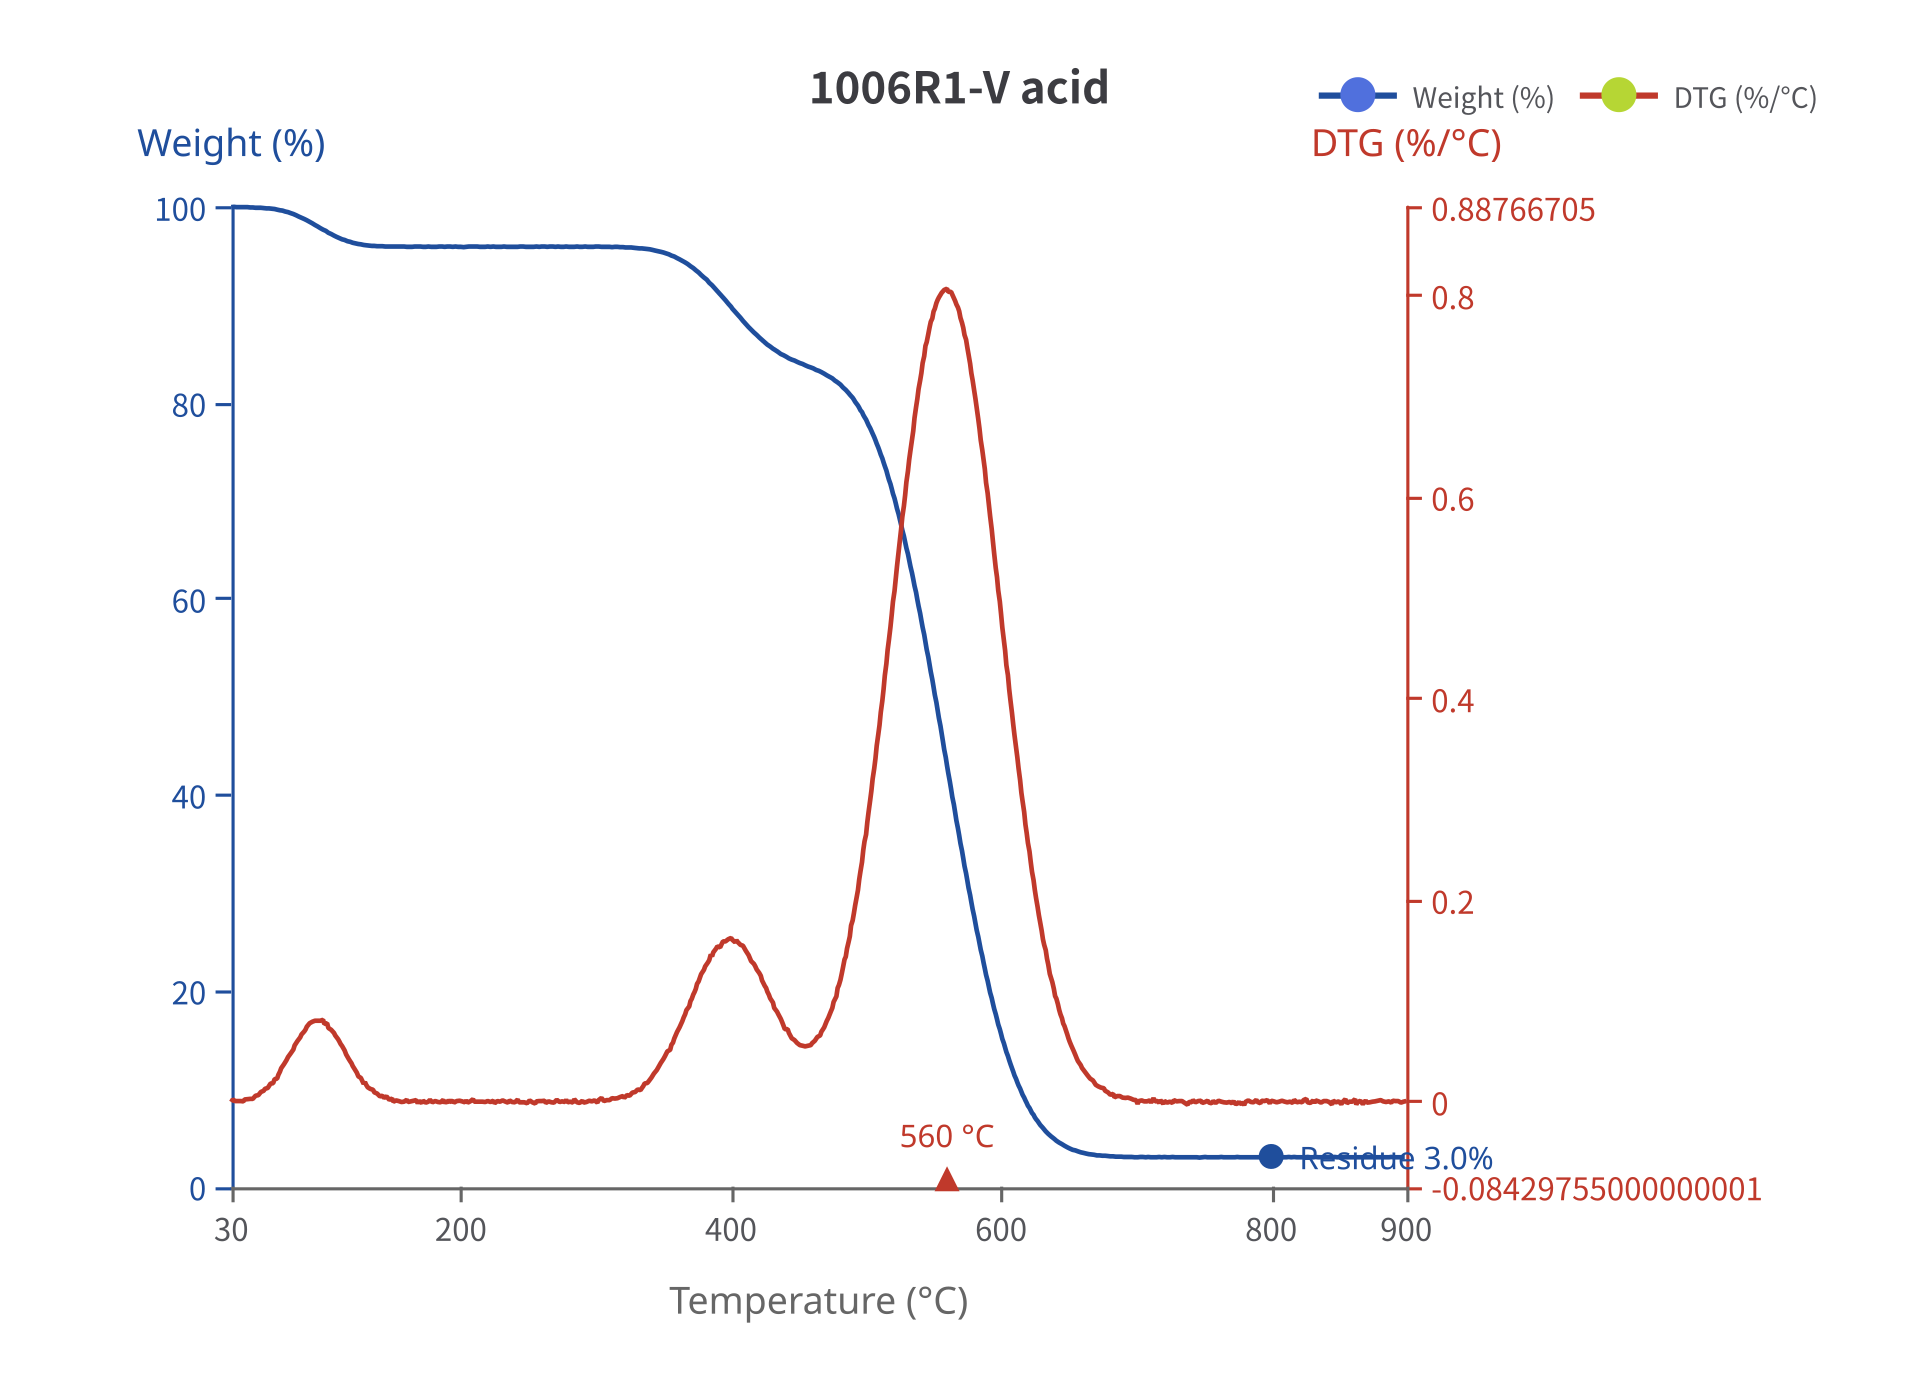 1006R1-V acid
Weight (%) DTG (%/°C)
Weight (%)
DTG (%/°C)
100
80
60
40
20
0
0.88766705
0.8
0.6
0.4
0.2
0
-0.08429755000000001
560 °C
Residue 3.0%
30 200 400 600 800 900
Temperature (°C)